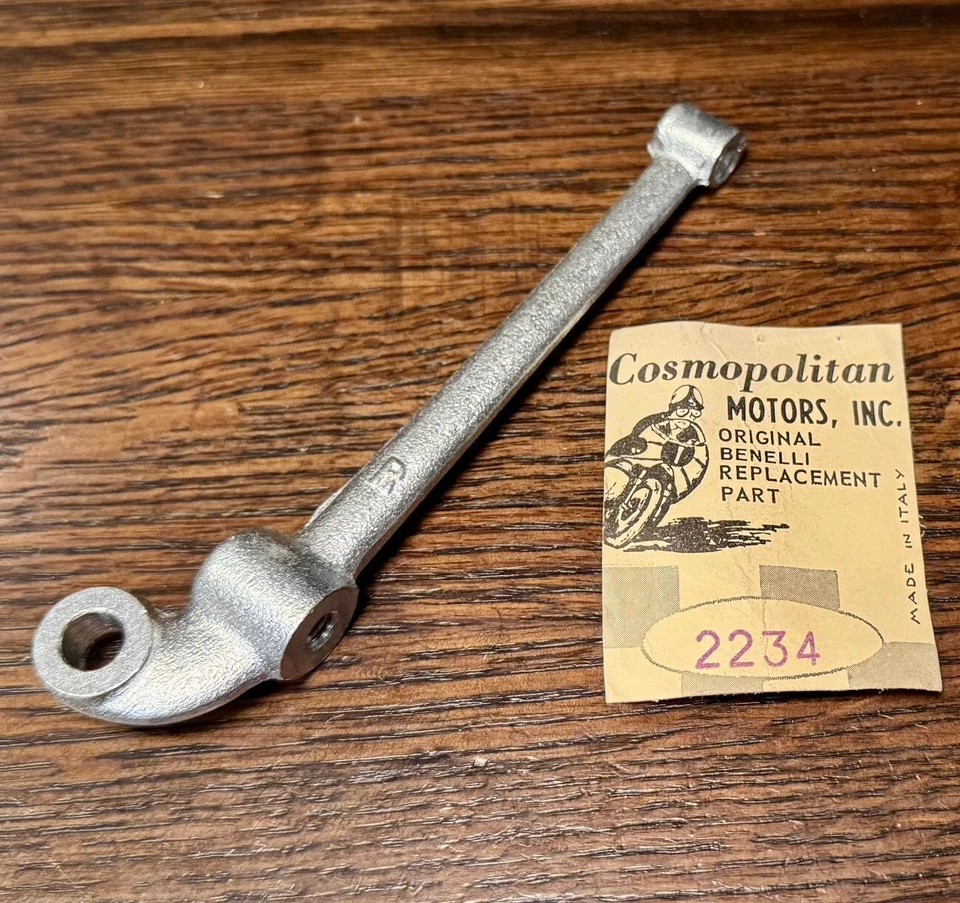 Cosmopolitan
MOTORS, INC.
ORIGINAL
BENELLI
REPLACEMENT
PART
MADE IN ITALY
2234